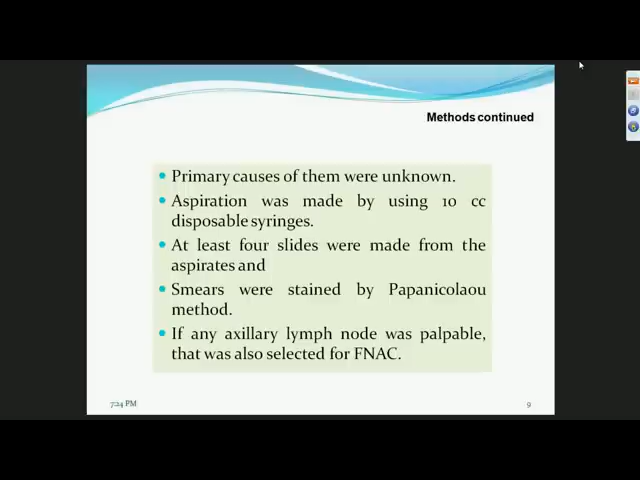 Methods continued
• Primary causes of them were unknown.
• Aspiration was made by using 10 cc
disposable syringes.
• At least four slides were made from the
aspirates and
• Smears were stained by Papanicolaou
method.
• If any axillary lymph node was palpable,
that was also selected for FNAC.
7:24 PM
9